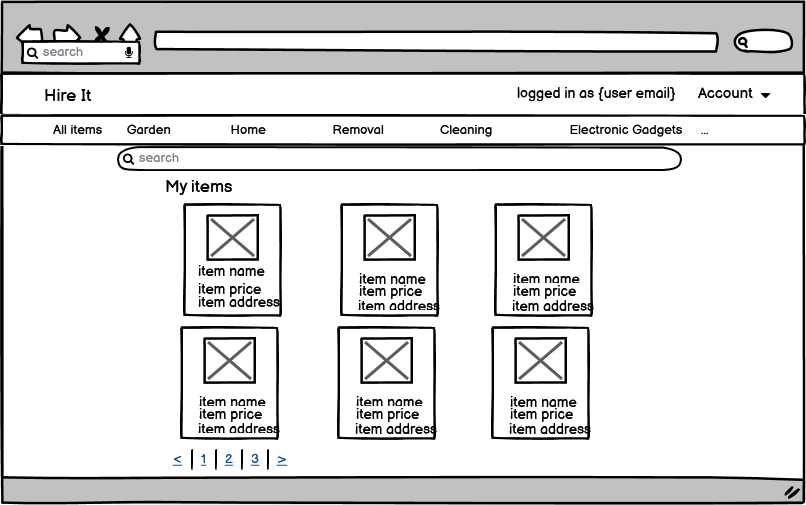 search
Hire It
logged in as {user email}
Account
All items Garden Home Removal Cleaning Electronic Gadgets ...
search
My items
item name
item price
item address
item name
item price
item address
item name
item price
item address
item name
item price
item address
item name
item price
item address
item name
item price
item address
< 1 2 3 >